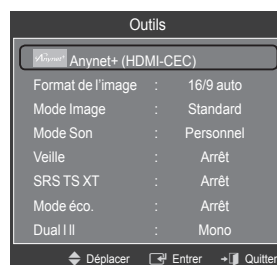 Outils
Anynet+ Anynet+ (HDMI-CEC)
Format de l'image : 16/9 auto
Mode Image : Standard
Mode Son : Personnel
Veille : Arrêt
SRS TS XT : Arrêt
Mode éco. : Arrêt
Dual I II : Mono
Déplacer Entrer Quitter